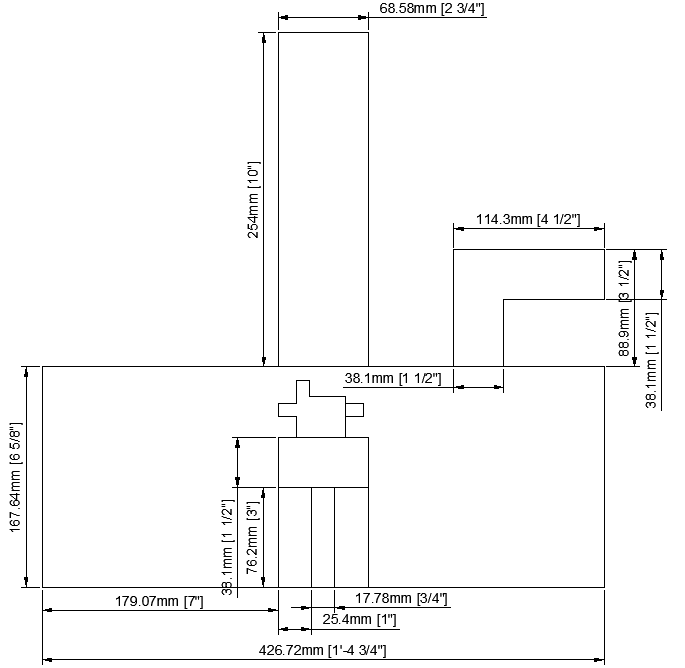 68.58mm [2 3/4"]
254mm [10"]
114.3mm [4 1/2"]
88.9mm [3 1/2"]
38.1mm [1 1/2"]
38.1mm [1 1/2"]
167.64mm [6 5/8"]
38.1mm [1 1/2"]
76.2mm [3"]
179.07mm [7"]
17.78mm [3/4"]
25.4mm [1"]
426.72mm [1'-4 3/4"]